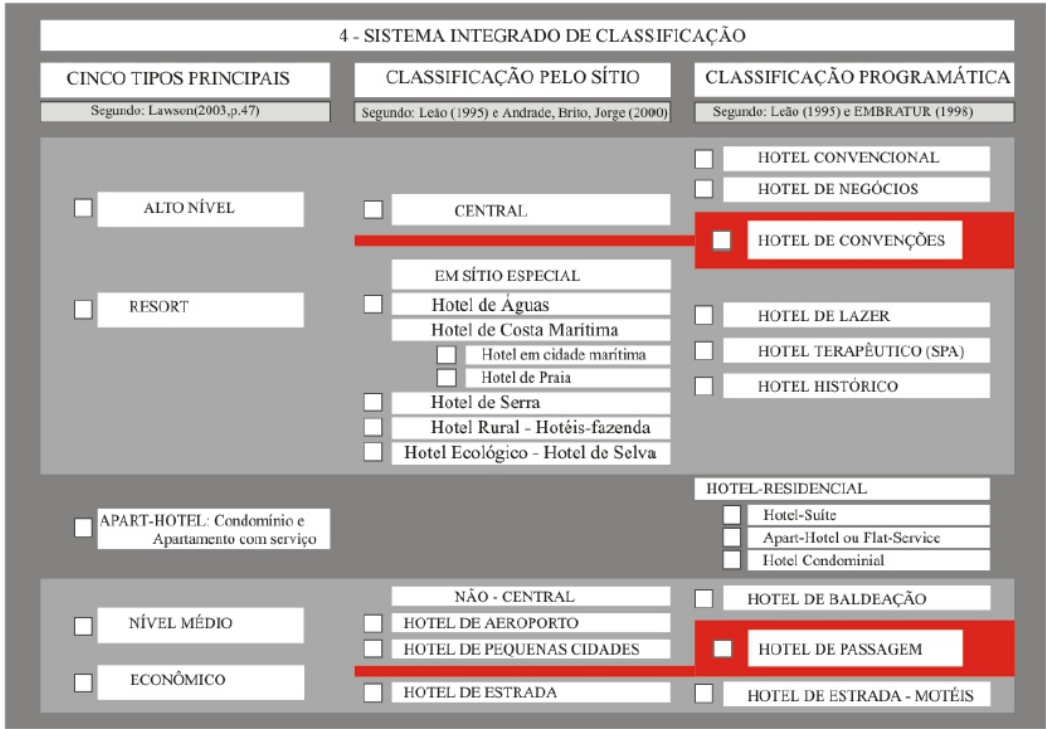 4 - SISTEMA INTEGRADO DE CLASSIFICAÇÃO
CINCO TIPOS PRINCIPAIS
Segundo: Lawson(2003,p.47)
ALTO NÍVEL
RESORT
APART-HOTEL: Condomínio e
Apartamento com serviço
NÍVEL MÉDIO
ECONÔMICO
CLASSIFICAÇÃO PELO SÍTIO
Segundo: Leão (1995) e Andrade, Brito, Jorge (2000)
CENTRAL
EM SÍTIO ESPECIAL
Hotel de Águas
Hotel de Costa Marítima
Hotel em cidade marítima
Hotel de Praia
Hotel de Serra
Hotel Rural - Hotéis-fazenda
Hotel Ecológico - Hotel de Selva
NÃO - CENTRAL
HOTEL DE AEROPORTO
HOTEL DE PEQUENAS CIDADES
HOTEL DE ESTRADA
CLASSIFICAÇÃO PROGRAMÁTICA
Segundo: Leão (1995) e EMBRATUR (1998)
HOTEL CONVENCIONAL
HOTEL DE NEGÓCIOS
HOTEL DE CONVENÇÕES
HOTEL DE LAZER
HOTEL TERAPÊUTICO (SPA)
HOTEL HISTÓRICO
HOTEL-RESIDENCIAL
Hotel-Suíte
Apart-Hotel ou Flat-Service
Hotel Condominial
HOTEL DE BALDEAÇÃO
HOTEL DE PASSAGEM
HOTEL DE ESTRADA - MOTÉIS